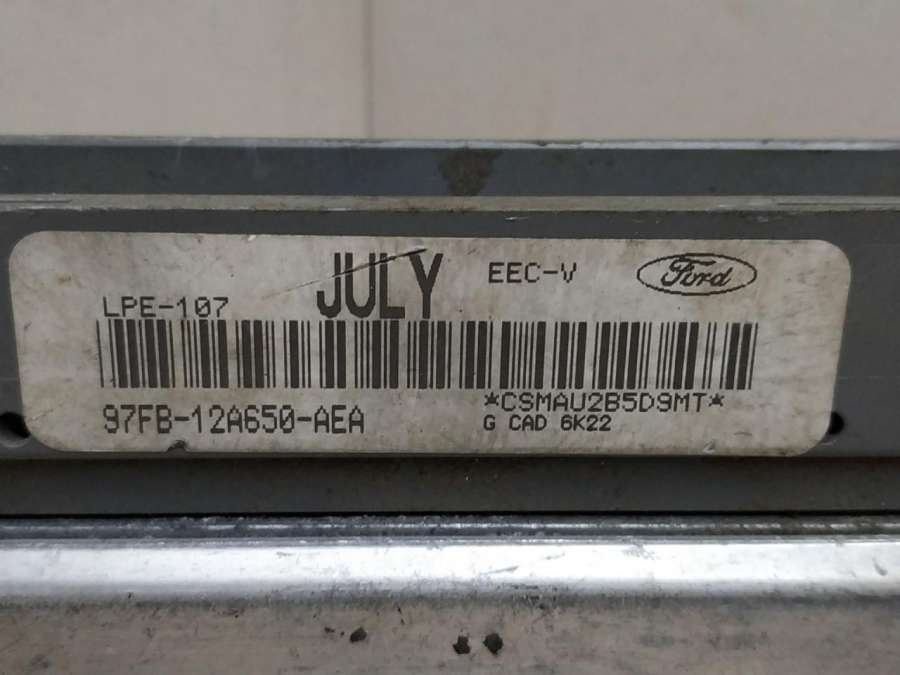 JULY EEC-V Ford
LPE-107
*CSMAU2B5D9MT*
97FB-12A650-AEA
G CAD 6K22